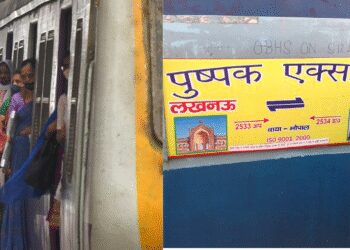 पुष्पक एक्स
लखनऊ
2533 अप
2534 डाउ
वाया - भोपाल
ISO 9001 : 2000